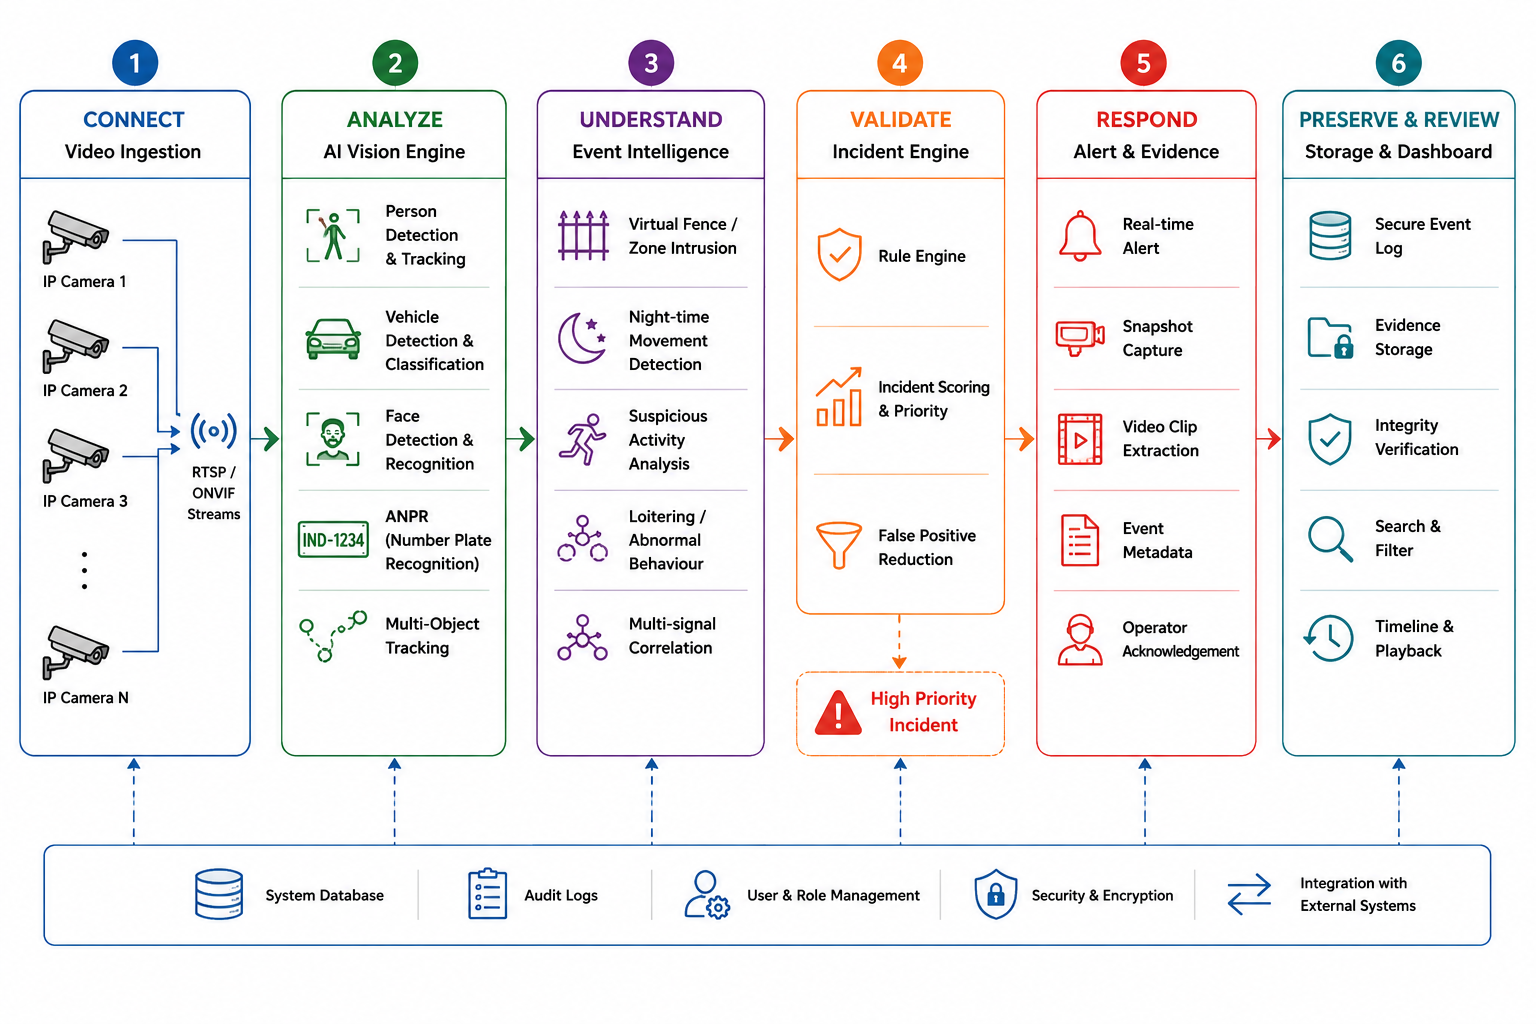 1
CONNECT
Video Ingestion
IP Camera 1
IP Camera 2
IP Camera 3
IP Camera N
RTSP /
ONVIF
Streams
2
ANALYZE
AI Vision Engine
Person
Detection
& Tracking
Vehicle
Detection &
Classification
Face
Detection &
Recognition
IND-1234
ANPR
(Number Plate
Recognition)
Multi-Object
Tracking
3
UNDERSTAND
Event Intelligence
Virtual Fence /
Zone Intrusion
Night-time
Movement
Detection
Suspicious
Activity
Analysis
Loitering /
Abnormal
Behaviour
Multi-signal
Correlation
4
VALIDATE
Incident Engine
Rule Engine
Incident Scoring
& Priority
False Positive
Reduction
High Priority
Incident
5
RESPOND
Alert & Evidence
Real-time
Alert
Snapshot
Capture
Video Clip
Extraction
Event
Metadata
Operator
Acknowledgement
6
PRESERVE & REVIEW
Storage & Dashboard
Secure Event
Log
Evidence
Storage
Integrity
Verification
Search &
Filter
Timeline &
Playback
System Database
Audit Logs
User & Role Management
Security & Encryption
Integration with
External Systems